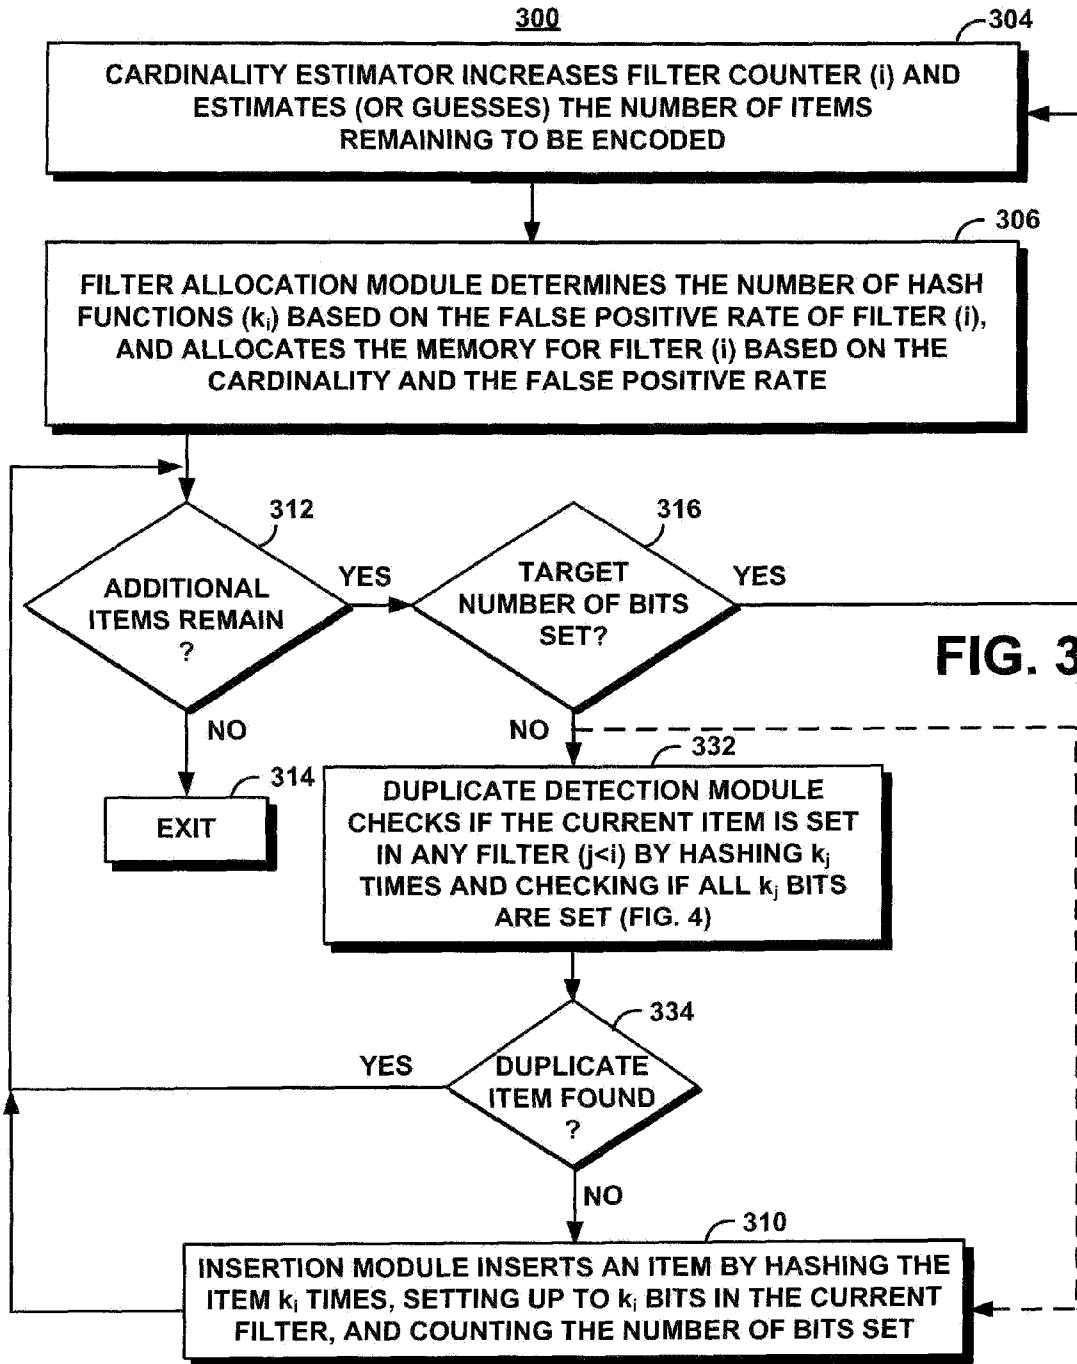 300
304
CARDINALITY ESTIMATOR INCREASES FILTER COUNTER (i) AND
ESTIMATES (OR GUESSES) THE NUMBER OF ITEMS
REMAINING TO BE ENCODED
306
FILTER ALLOCATION MODULE DETERMINES THE NUMBER OF HASH
FUNCTIONS (ki) BASED ON THE FALSE POSITIVE RATE OF FILTER (i),
AND ALLOCATES THE MEMORY FOR FILTER (i) BASED ON THE
CARDINALITY AND THE FALSE POSITIVE RATE
312
ADDITIONAL
ITEMS REMAIN
?
YES
NO
314
EXIT
316
TARGET
NUMBER OF BITS
SET?
YES
FIG. 3
NO
332
DUPLICATE DETECTION MODULE
CHECKS IF THE CURRENT ITEM IS SET
IN ANY FILTER (j<i) BY HASHING kj
TIMES AND CHECKING IF ALL kj BITS
ARE SET (FIG. 4)
334
DUPLICATE
ITEM FOUND
?
YES
NO
310
INSERTION MODULE INSERTS AN ITEM BY HASHING THE
ITEM ki TIMES, SETTING UP TO ki BITS IN THE CURRENT
FILTER, AND COUNTING THE NUMBER OF BITS SET